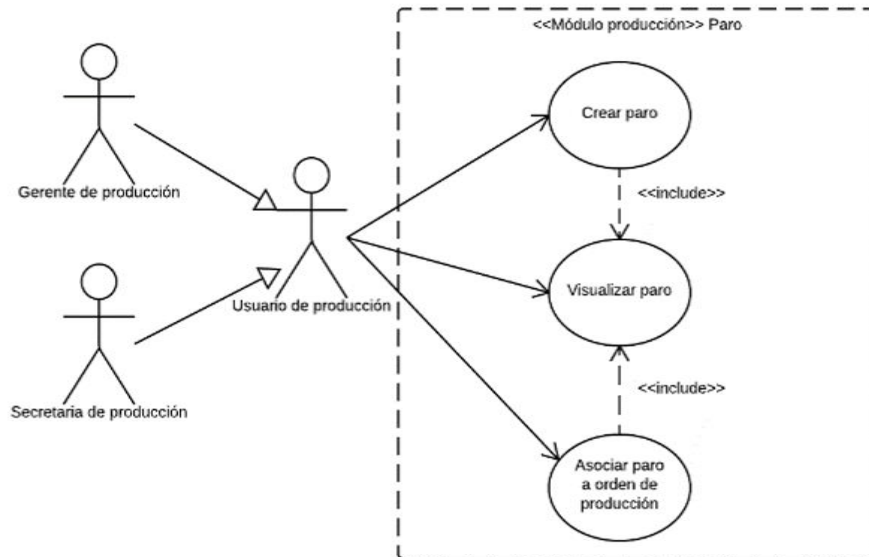 <<Módulo producción>> Paro
Crear paro
Gerente de producción
<<include>>
Usuario de producción
Visualizar paro
<<include>>
Secretaria de producción
Asociar paro
a orden de
producción